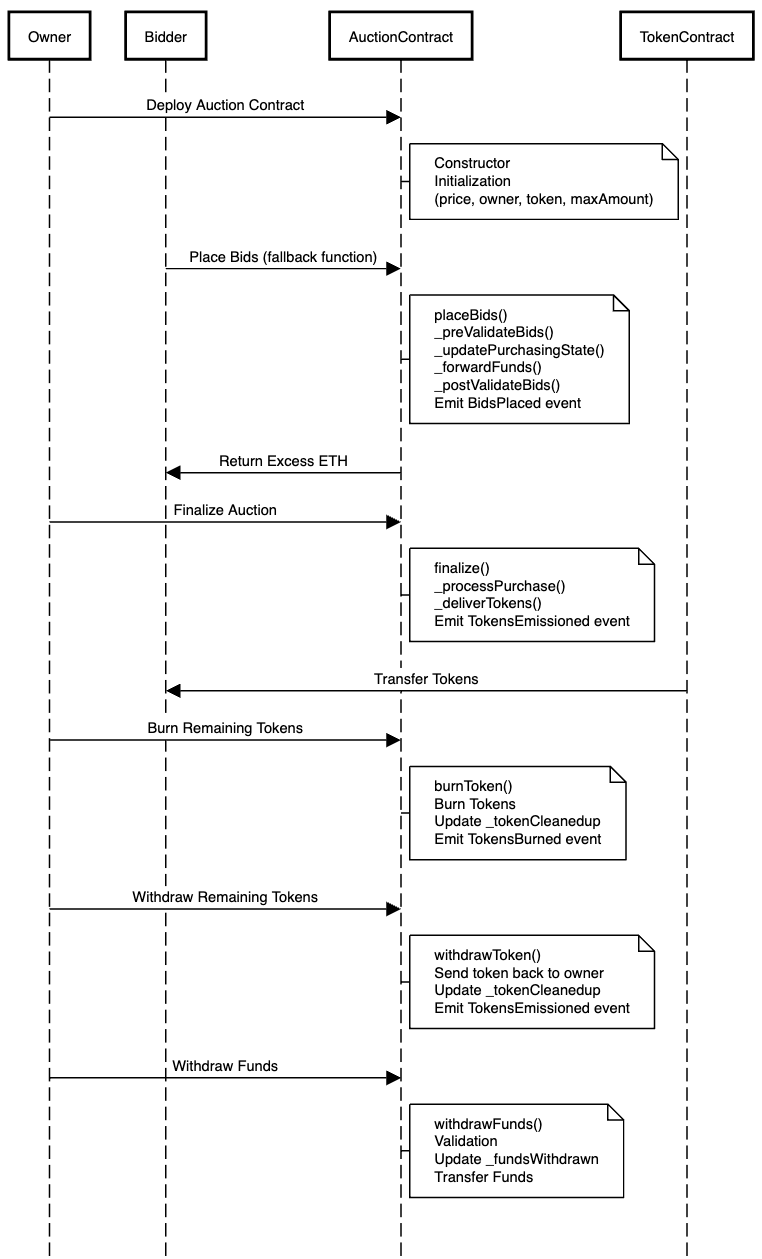 Owner
Bidder
AuctionContract
TokenContract
Deploy Auction Contract
Constructor
Initialization
(price, owner, token, maxAmount)
Place Bids (fallback function)
placeBids()
_preValidateBids()
_updatePurchasingState()
_forwardFunds()
_postValidateBids()
Emit BidsPlaced event
Return Excess ETH
Finalize Auction
finalize()
_processPurchase()
_deliverTokens()
Emit TokensEmissioned event
Transfer Tokens
Burn Remaining Tokens
burnToken()
Burn Tokens
Update _tokenCleanedup
Emit TokensBurned event
Withdraw Remaining Tokens
withdrawToken()
Send token back to owner
Update _tokenCleanedup
Emit TokensEmissioned event
Withdraw Funds
withdrawFunds()
Validation
Update _fundsWithdrawn
Transfer Funds